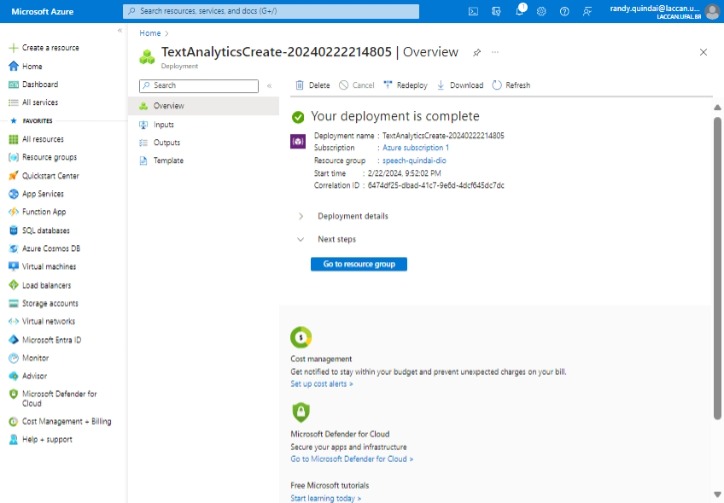 Microsoft Azure
Search resources, services, and docs (G+/)
randy.quindai@laccan.u...
LACCAN.UFAL.BR
Create a resource
Home
Dashboard
All services
FAVORITES
All resources
Resource groups
Quickstart Center
App Services
Function App
SQL databases
Azure Cosmos DB
Virtual machines
Load balancers
Storage accounts
Virtual networks
Microsoft Entra ID
Monitor
Advisor
Microsoft Defender for
Cloud
Cost Management + Billing
Help + support
Home >
TextAnalyticsCreate-20240222214805 | Overview
Deployment
Search
Overview
Inputs
Outputs
Template
Delete
Cancel
Redeploy
Download
Refresh
Your deployment is complete
Deployment name : TextAnalyticsCreate-20240222214805
Subscription : Azure subscription 1
Resource group : speech-quindai-dio
Start time : 2/22/2024, 9:52:02 PM
Correlation ID : 6474df25-dbad-41c7-9e6d-4dcf645dc7dc
Deployment details
Next steps
Go to resource group
Cost management
Get notified to stay within your budget and prevent unexpected charges on your bill.
Set up cost alerts >
Microsoft Defender for Cloud
Secure your apps and infrastructure
Go to Microsoft Defender for Cloud >
Free Microsoft tutorials
Start learning today >